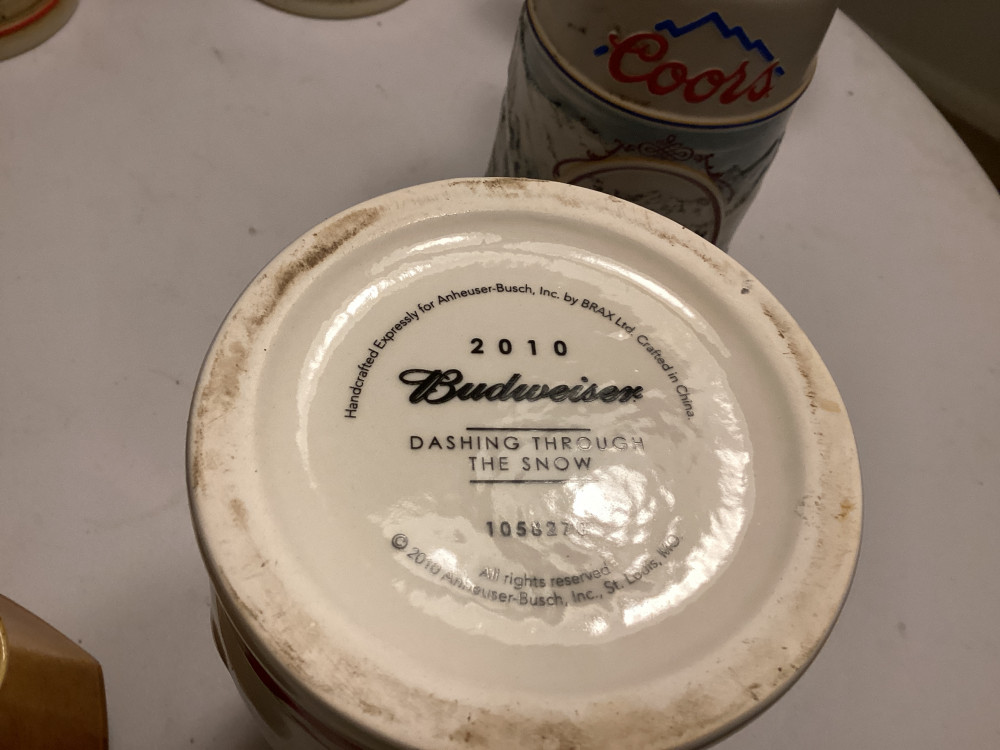 Coors
Handcrafted Expressly for Anheuser-Busch, Inc. by BRAX Ltd. Crafted in China.
2010
Budweiser
DASHING THROUGH
THE SNOW
All rights reserved
© 2010 Anheuser-Busch, Inc., St. Louis, MO.